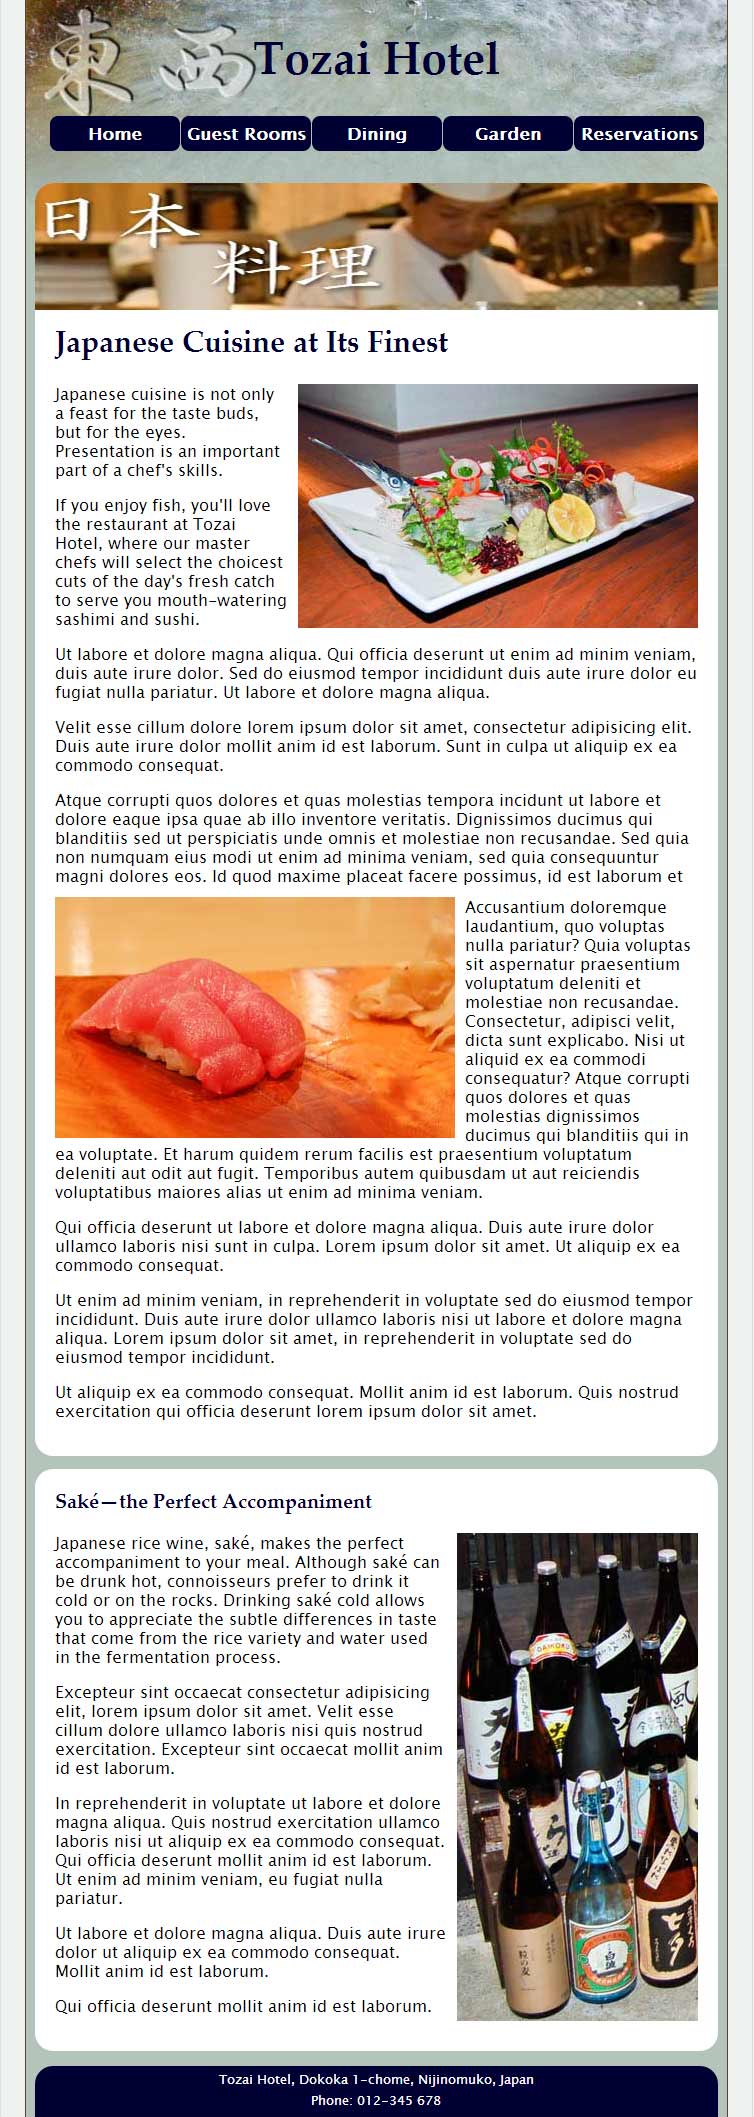 東 西 Tozai Hotel
Home Guest Rooms Dining Garden Reservations
日本
料理
Japanese Cuisine at Its Finest
Japanese cuisine is not only
a feast for the taste buds,
but for the eyes.
Presentation is an important
part of a chef's skills.
If you enjoy fish, you'll love
the restaurant at Tozai
Hotel, where our master
chefs will select the choicest
cuts of the day's fresh catch
to serve you mouth-watering
sashimi and sushi.
Ut labore et dolore magna aliqua. Qui officia deserunt ut enim ad minim veniam,
duis aute irure dolor. Sed do eiusmod tempor incididunt duis aute irure dolor eu
fugiat nulla pariatur. Ut labore et dolore magna aliqua.
Velit esse cillum dolore lorem ipsum dolor sit amet, consectetur adipisicing elit.
Duis aute irure dolor mollit anim id est laborum. Sunt in culpa ut aliquip ex ea
commodo consequat.
Atque corrupti quos dolores et quas molestias tempora incidunt ut labore et
dolore eaque ipsa quae ab illo inventore veritatis. Dignissimos ducimus qui
blanditiis sed ut perspiciatis unde omnis et molestiae non recusandae. Sed quia
non numquam eius modi ut enim ad minima veniam, sed quia consequuntur
magni dolores eos. Id quod maxime placeat facere possimus, id est laborum et
Accusantium doloremque
laudantium, quo voluptas
nulla pariatur? Quia voluptas
sit aspernatur praesentium
voluptatum deleniti et
molestiae non recusandae.
Consectetur, adipisci velit,
dicta sunt explicabo. Nisi ut
aliquid ex ea commodi
consequatur? Atque corrupti
quos dolores et quas
molestias dignissimos
ducimus qui blanditiis qui in
ea voluptate. Et harum quidem rerum facilis est praesentium voluptatum
deleniti aut odit aut fugit. Temporibus autem quibusdam ut aut reiciendis
voluptatibus maiores alias ut enim ad minima veniam.
Qui officia deserunt ut labore et dolore magna aliqua. Duis aute irure dolor
ullamco laboris nisi sunt in culpa. Lorem ipsum dolor sit amet. Ut aliquip ex ea
commodo consequat.
Ut enim ad minim veniam, in reprehenderit in voluptate sed do eiusmod tempor
incididunt. Duis aute irure dolor ullamco laboris nisi ut labore et dolore magna
aliqua. Lorem ipsum dolor sit amet, in reprehenderit in voluptate sed do
eiusmod tempor incididunt.
Ut aliquip ex ea commodo consequat. Mollit anim id est laborum. Quis nostrud
exercitation qui officia deserunt lorem ipsum dolor sit amet.
Saké—the Perfect Accompaniment
Japanese rice wine, saké, makes the perfect
accompaniment to your meal. Although saké can
be drunk hot, connoisseurs prefer to drink it
cold or on the rocks. Drinking saké cold allows
you to appreciate the subtle differences in taste
that come from the rice variety and water used
in the fermentation process.
Excepteur sint occaecat consectetur adipisicing
elit, lorem ipsum dolor sit amet. Velit esse
cillum dolore ullamco laboris nisi quis nostrud
exercitation. Excepteur sint occaecat mollit anim
id est laborum.
In reprehenderit in voluptate ut labore et dolore
magna aliqua. Quis nostrud exercitation ullamco
laboris nisi ut aliquip ex ea commodo consequat.
Qui officia deserunt mollit anim id est laborum.
Ut enim ad minim veniam, eu fugiat nulla
pariatur.
Ut labore et dolore magna aliqua. Duis aute irure
dolor ut aliquip ex ea commodo consequat.
Mollit anim id est laborum.
Qui officia deserunt mollit anim id est laborum.
DAIKOKU
七夕
Tozai Hotel, Dokoka 1-chome, Nijinomuko, Japan
Phone: 012-345 678